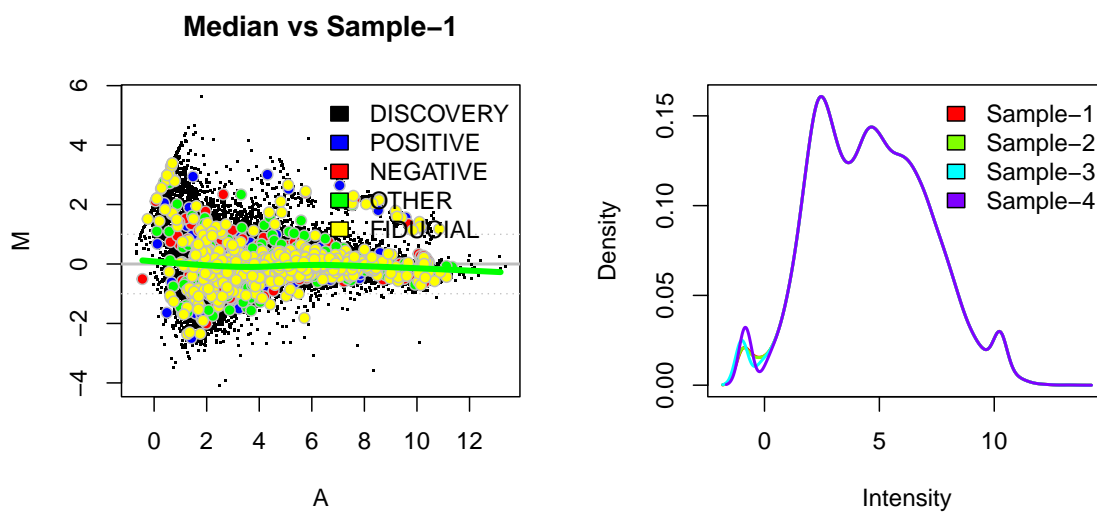 Median vs Sample−1
M
6
4
2
0
−2
−4
DISCOVERY
POSITIVE
NEGATIVE
OTHER
FIDUCIAL
0 2 4 6 8 10 12
A
Density
0.15
0.10
0.05
0.00
Sample−1
Sample−2
Sample−3
Sample−4
0 5 10
Intensity